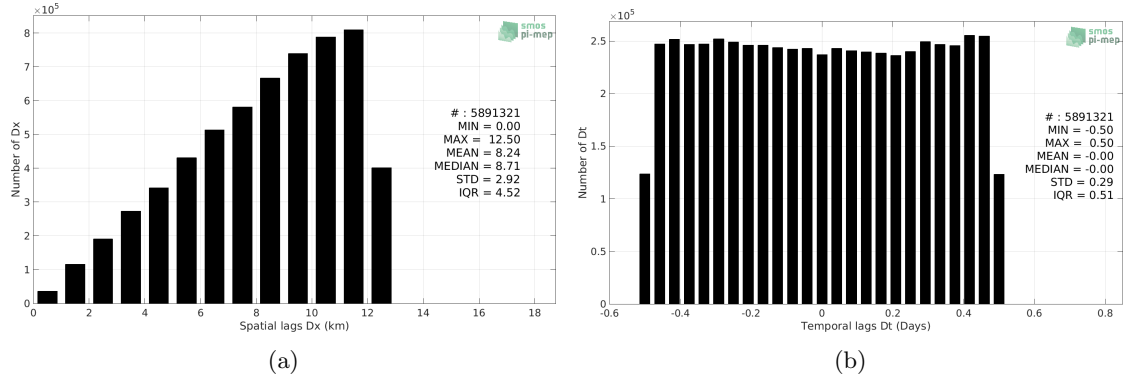 ×10^5
8
7
6
5
4
3
2
1
0
Number of Dx
0 2 4 6 8 10 12 14 16 18
Spatial lags Dx (km)
smos
pi-mep
# : 5891321
MIN = 0.00
MAX = 12.50
MEAN = 8.24
MEDIAN = 8.71
STD = 2.92
IQR = 4.52
(a)
×10^5
2.5
2
1.5
1
0.5
0
Number of Dt
-0.6 -0.4 -0.2 0 0.2 0.4 0.6 0.8
Temporal lags Dt (Days)
smos
pi-mep
# : 5891321
MIN = -0.50
MAX = 0.50
MEAN = -0.00
MEDIAN = -0.00
STD = 0.29
IQR = 0.51
(b)